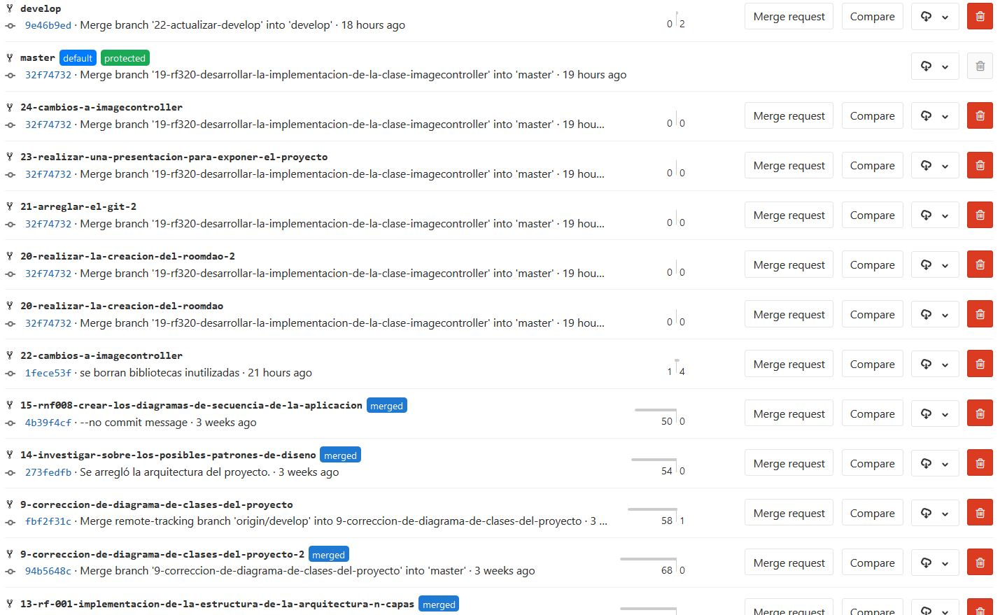 develop
9e46b9ed · Merge branch '22-actualizar-develop' into 'develop' · 18 hours ago
0 2
Merge request Compare
master default protected
32f74732 · Merge branch '19-rf320-desarrollar-la-implementacion-de-la-clase-imagecontroller' into 'master' · 19 hours ago
24-cambios-a-imagecontroller
32f74732 · Merge branch '19-rf320-desarrollar-la-implementacion-de-la-clase-imagecontroller' into 'master' · 19 hou...
0 0
Merge request Compare
23-realizar-una-presentacion-para-exponer-el-proyecto
32f74732 · Merge branch '19-rf320-desarrollar-la-implementacion-de-la-clase-imagecontroller' into 'master' · 19 hou...
0 0
Merge request Compare
21-arreglar-el-git-2
32f74732 · Merge branch '19-rf320-desarrollar-la-implementacion-de-la-clase-imagecontroller' into 'master' · 19 hou...
0 0
Merge request Compare
20-realizar-la-creacion-del-roomdao-2
32f74732 · Merge branch '19-rf320-desarrollar-la-implementacion-de-la-clase-imagecontroller' into 'master' · 19 hou...
0 0
Merge request Compare
20-realizar-la-creacion-del-roomdao
32f74732 · Merge branch '19-rf320-desarrollar-la-implementacion-de-la-clase-imagecontroller' into 'master' · 19 hou...
0 0
Merge request Compare
22-cambios-a-imagecontroller
1fece53f · se borran bibliotecas inutilizadas · 21 hours ago
1 4
Merge request Compare
15-rnf008-crear-los-diagramas-de-secuencia-de-la-aplicacion merged
4b39f4cf · --no commit message · 3 weeks ago
50 0
Merge request Compare
14-investigar-sobre-los-posibles-patrones-de-diseno merged
273fedfb · Se arregló la arquitectura del proyecto. · 3 weeks ago
54 0
Merge request Compare
9-correccion-de-diagrama-de-clases-del-proyecto
fbf2f31c · Merge remote-tracking branch 'origin/develop' into 9-correccion-de-diagrama-de-clases-del-proyecto · 3 ...
58 1
Merge request Compare
9-correccion-de-diagrama-de-clases-del-proyecto-2 merged
94b5648c · Merge branch '9-correccion-de-diagrama-de-clases-del-proyecto' into 'master' · 3 weeks ago
68 0
Merge request Compare
13-rf-001-implementacion-de-la-estructura-de-la-arquitectura-n-capas merged
Merge request Compare